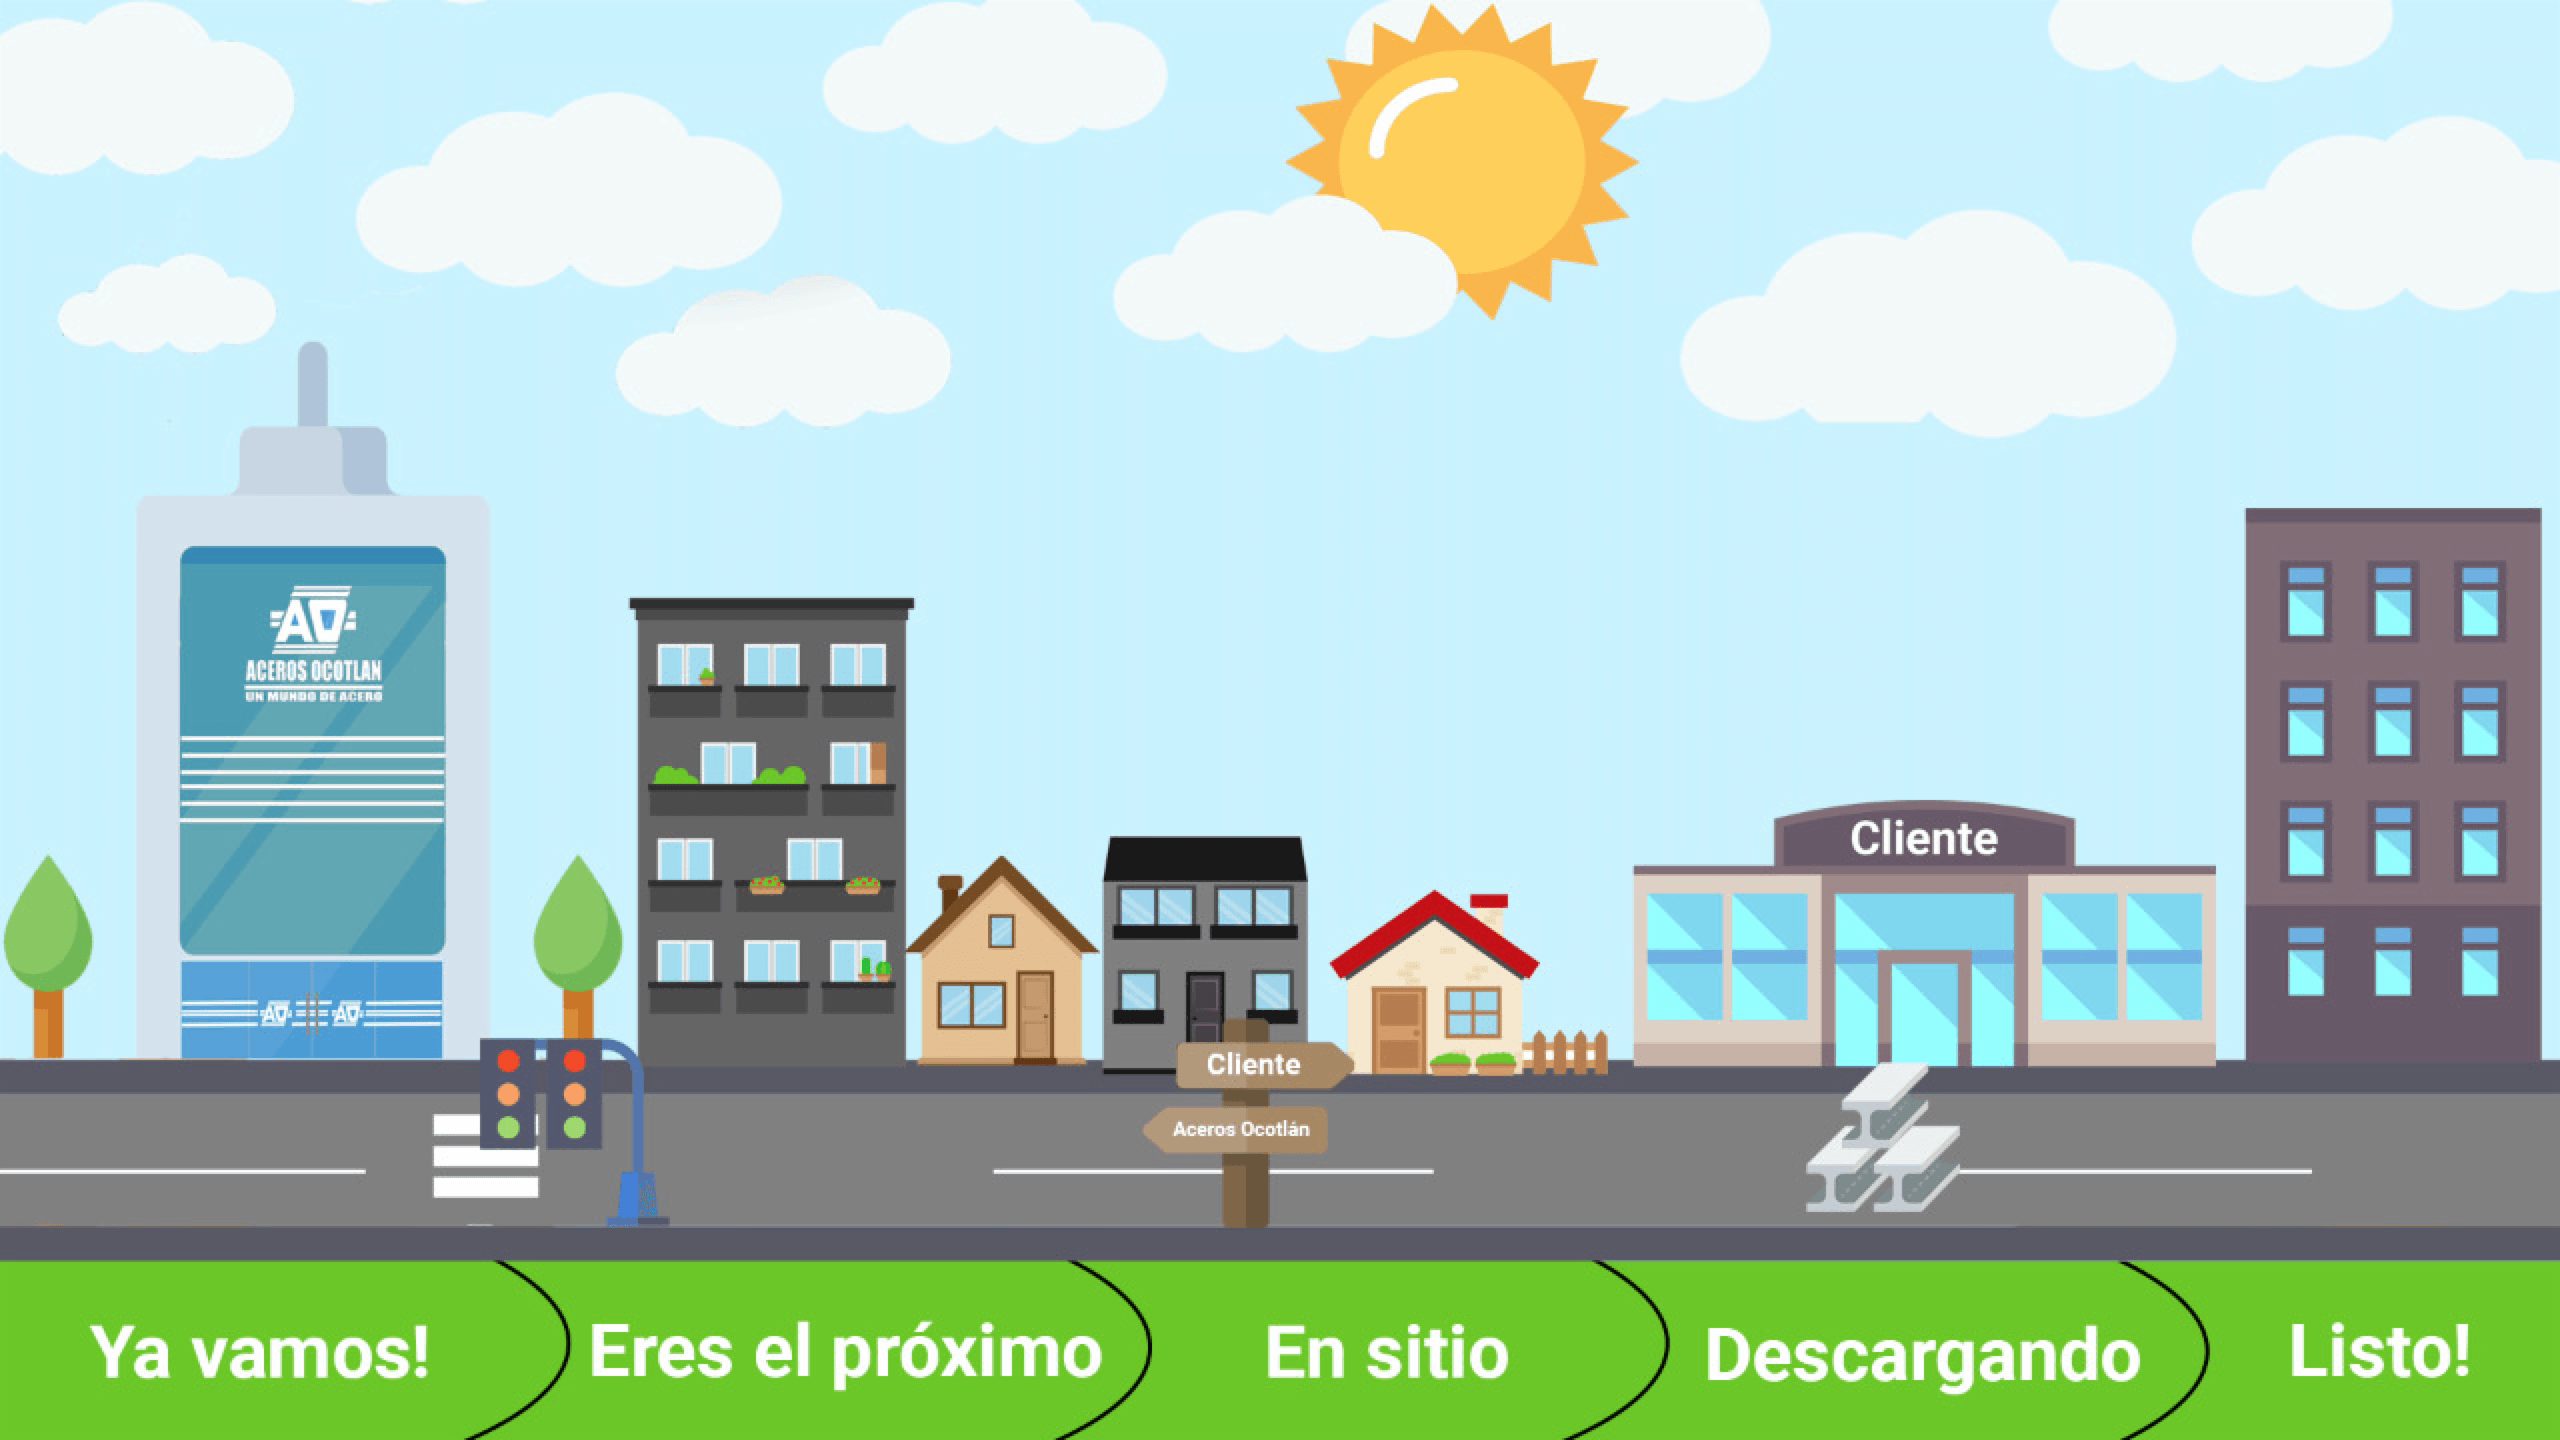 AO
ACEROS OCOTLAN
UN MUNDO DE ACERO
AO AO
Cliente
Cliente
Aceros Ocotlán
Ya vamos!
Eres el próximo
En sitio
Descargando
Listo!